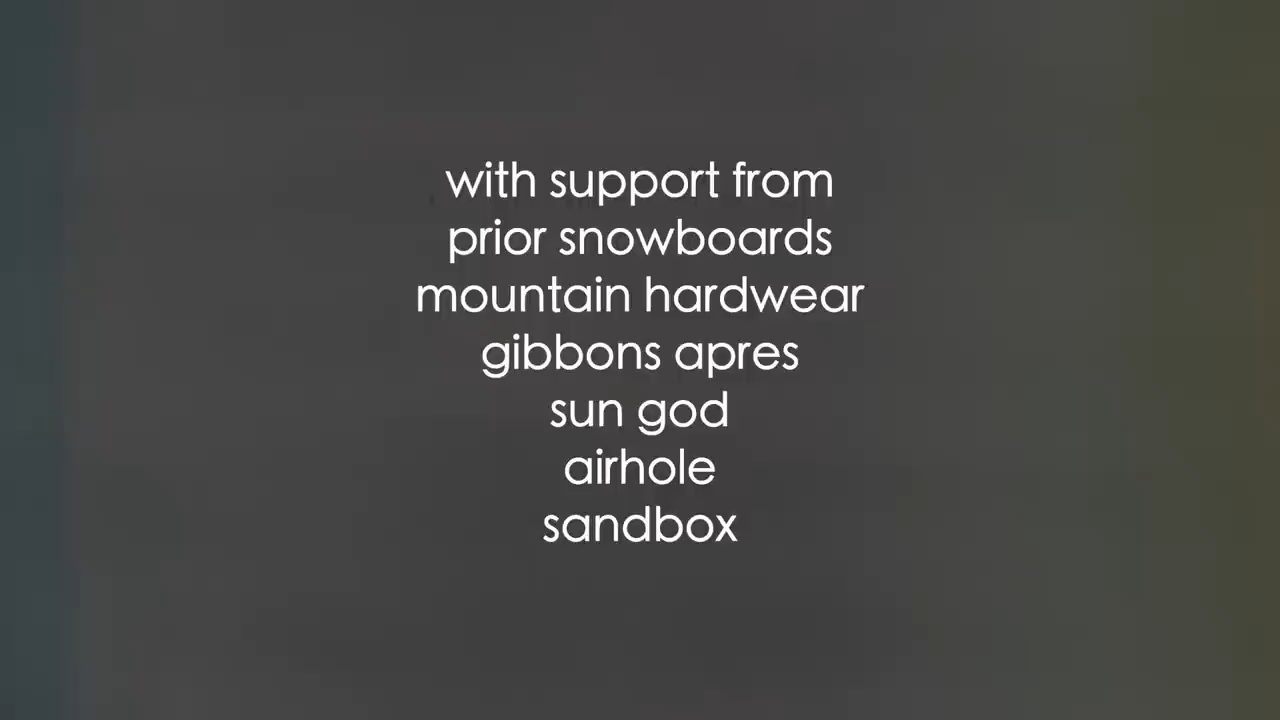 with support from
prior snowboards
mountain hardwear
gibbons apres
sun god
airhole
sandbox